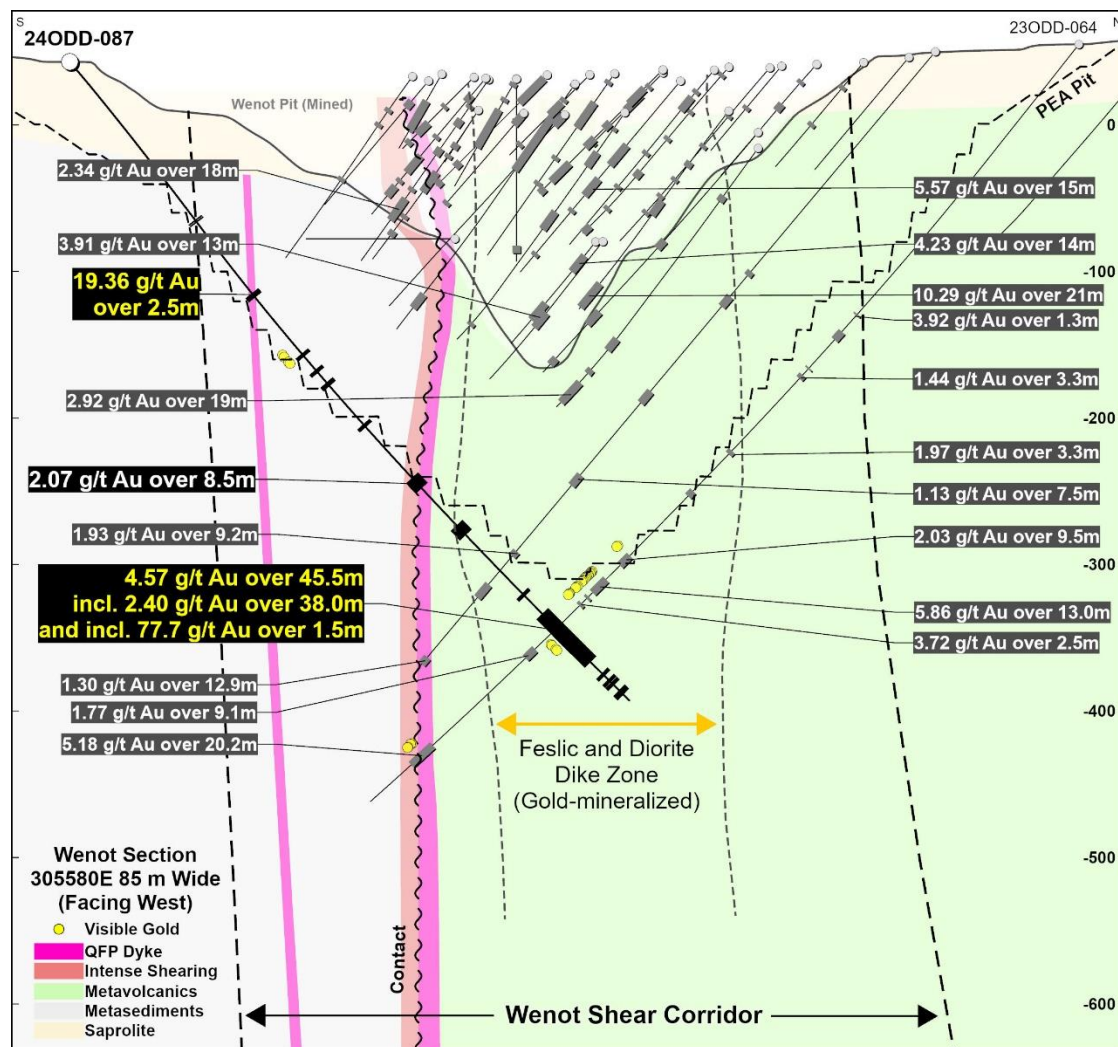 S
N
24ODD-087
23ODD-064
Wenot Pit (Mined)
PEA Pit
0
-100
-200
-300
-400
-500
-600
2.34 g/t Au over 18m
3.91 g/t Au over 13m
19.36 g/t Au
over 2.5m
2.92 g/t Au over 19m
2.07 g/t Au over 8.5m
1.93 g/t Au over 9.2m
4.57 g/t Au over 45.5m
incl. 2.40 g/t Au over 38.0m
and incl. 77.7 g/t Au over 1.5m
1.30 g/t Au over 12.9m
1.77 g/t Au over 9.1m
5.18 g/t Au over 20.2m
5.57 g/t Au over 15m
4.23 g/t Au over 14m
10.29 g/t Au over 21m
3.92 g/t Au over 1.3m
1.44 g/t Au over 3.3m
1.97 g/t Au over 3.3m
1.13 g/t Au over 7.5m
2.03 g/t Au over 9.5m
5.86 g/t Au over 13.0m
3.72 g/t Au over 2.5m
Feslic and Diorite
Dike Zone
(Gold-mineralized)
Wenot Section
305580E 85 m Wide
(Facing West)
Visible Gold
QFP Dyke
Intense Shearing
Metavolcanics
Metasediments
Saprolite
Contact
Wenot Shear Corridor